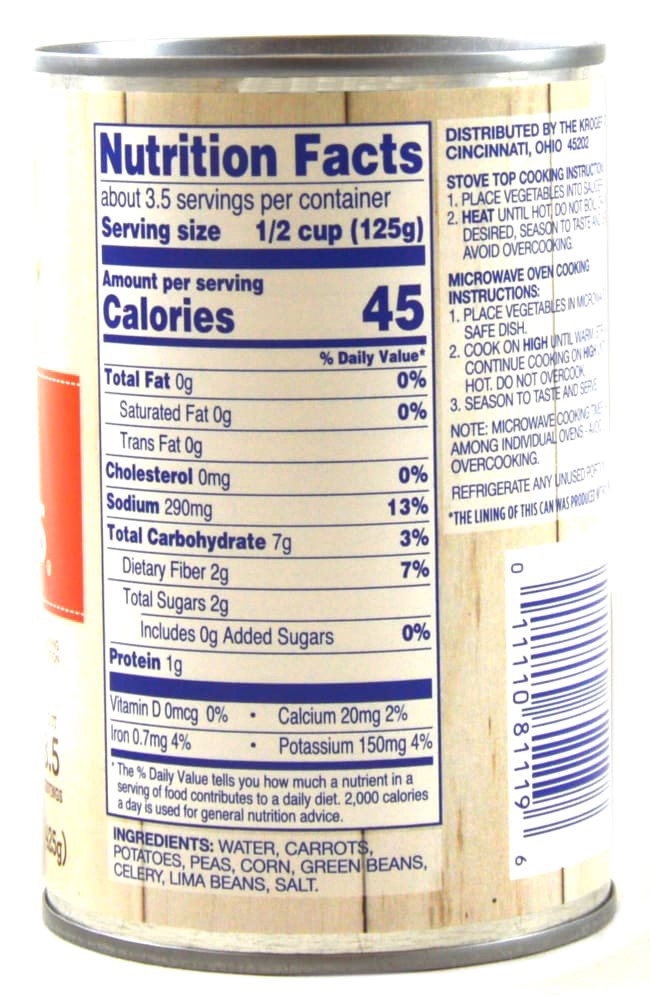 Nutrition Facts
about 3.5 servings per container
Serving size 1/2 cup (125g)
Amount per serving
Calories 45
% Daily Value*
Total Fat 0g 0%
Saturated Fat 0g 0%
Trans Fat 0g
Cholesterol 0mg 0%
Sodium 290mg 13%
Total Carbohydrate 7g 3%
Dietary Fiber 2g 7%
Total Sugars 2g
Includes 0g Added Sugars 0%
Protein 1g
Vitamin D 0mcg 0% • Calcium 20mg 2%
Iron 0.7mg 4% • Potassium 150mg 4%
* The % Daily Value tells you how much a nutrient in a
serving of food contributes to a daily diet. 2,000 calories
a day is used for general nutrition advice.
INGREDIENTS: WATER, CARROTS,
POTATOES, PEAS, CORN, GREEN BEANS,
CELERY, LIMA BEANS, SALT.
DISTRIBUTED BY THE
CINCINNATI, OHIO 45202
STOVE TOP COOKING
1. PLACE VEGETABLES INTO
2. HEAT UNTIL HOT, DO NOT
DESIRED, SEASON TO TASTE
AVOID OVERCOOKING.
MICROWAVE OVEN COOKING
INSTRUCTIONS:
1. PLACE VEGETABLES IN
SAFE DISH.
2. COOK ON HIGH UNTIL WARM
CONTINUE COOKING ON HIGH
HOT. DO NOT OVERCOOK.
3. SEASON TO TASTE AND SERVE.
NOTE: MICROWAVE COOKING
AMONG INDIVIDUAL OVENS -
OVERCOOKING.
REFRIGERATE ANY UNUSED
*THE LINING OF THIS CAN WAS PRODUCED
0 11110 81119 6